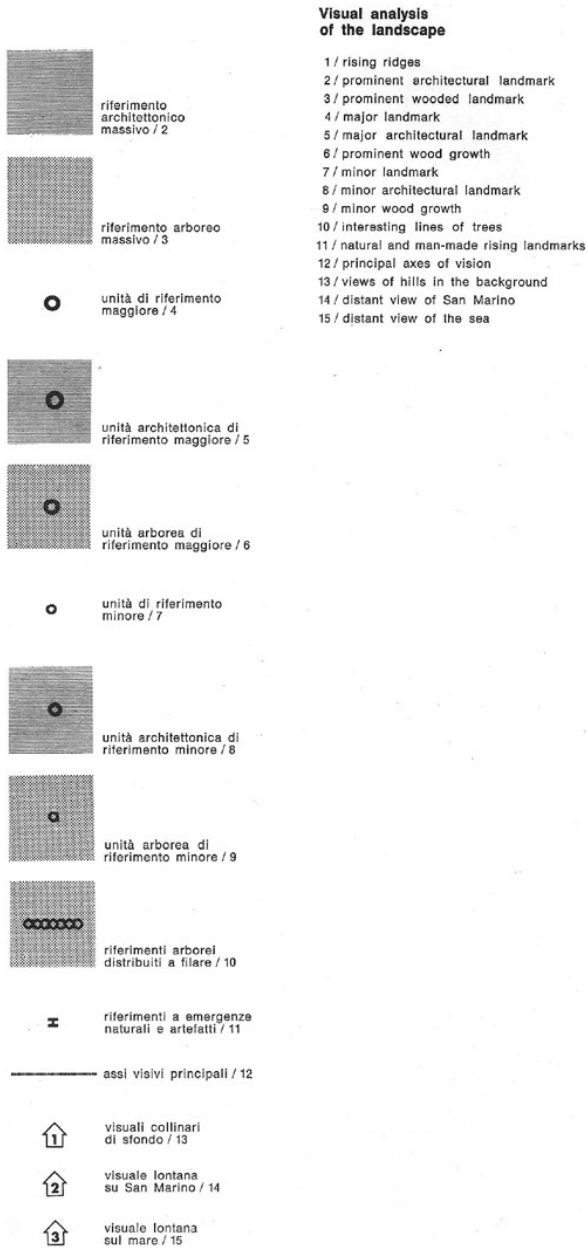 riferimento
architettonico
massivo / 2
riferimento arboreo
massivo / 3
unità di riferimento
maggiore / 4
unità architettonica di
riferimento maggiore / 5
unità arborea di
riferimento maggiore / 6
unità di riferimento
minore / 7
unità architettonica di
riferimento minore / 8
unità arborea di
riferimento minore / 9
riferimenti arborei
distribuiti a filare / 10
riferimenti a emergenze
naturali e artefatti / 11
assi visivi principali / 12
1
visuali collinari
di sfondo / 13
2
visuale lontana
su San Marino / 14
3
visuale lontana
sul mare / 15
Visual analysis
of the landscape
1 / rising ridges
2 / prominent architectural landmark
3 / prominent wooded landmark
4 / major landmark
5 / major architectural landmark
6 / prominent wood growth
7 / minor landmark
8 / minor architectural landmark
9 / minor wood growth
10 / interesting lines of trees
11 / natural and man-made rising landmarks
12 / principal axes of vision
13 / views of hills in the background
14 / distant view of San Marino
15 / distant view of the sea